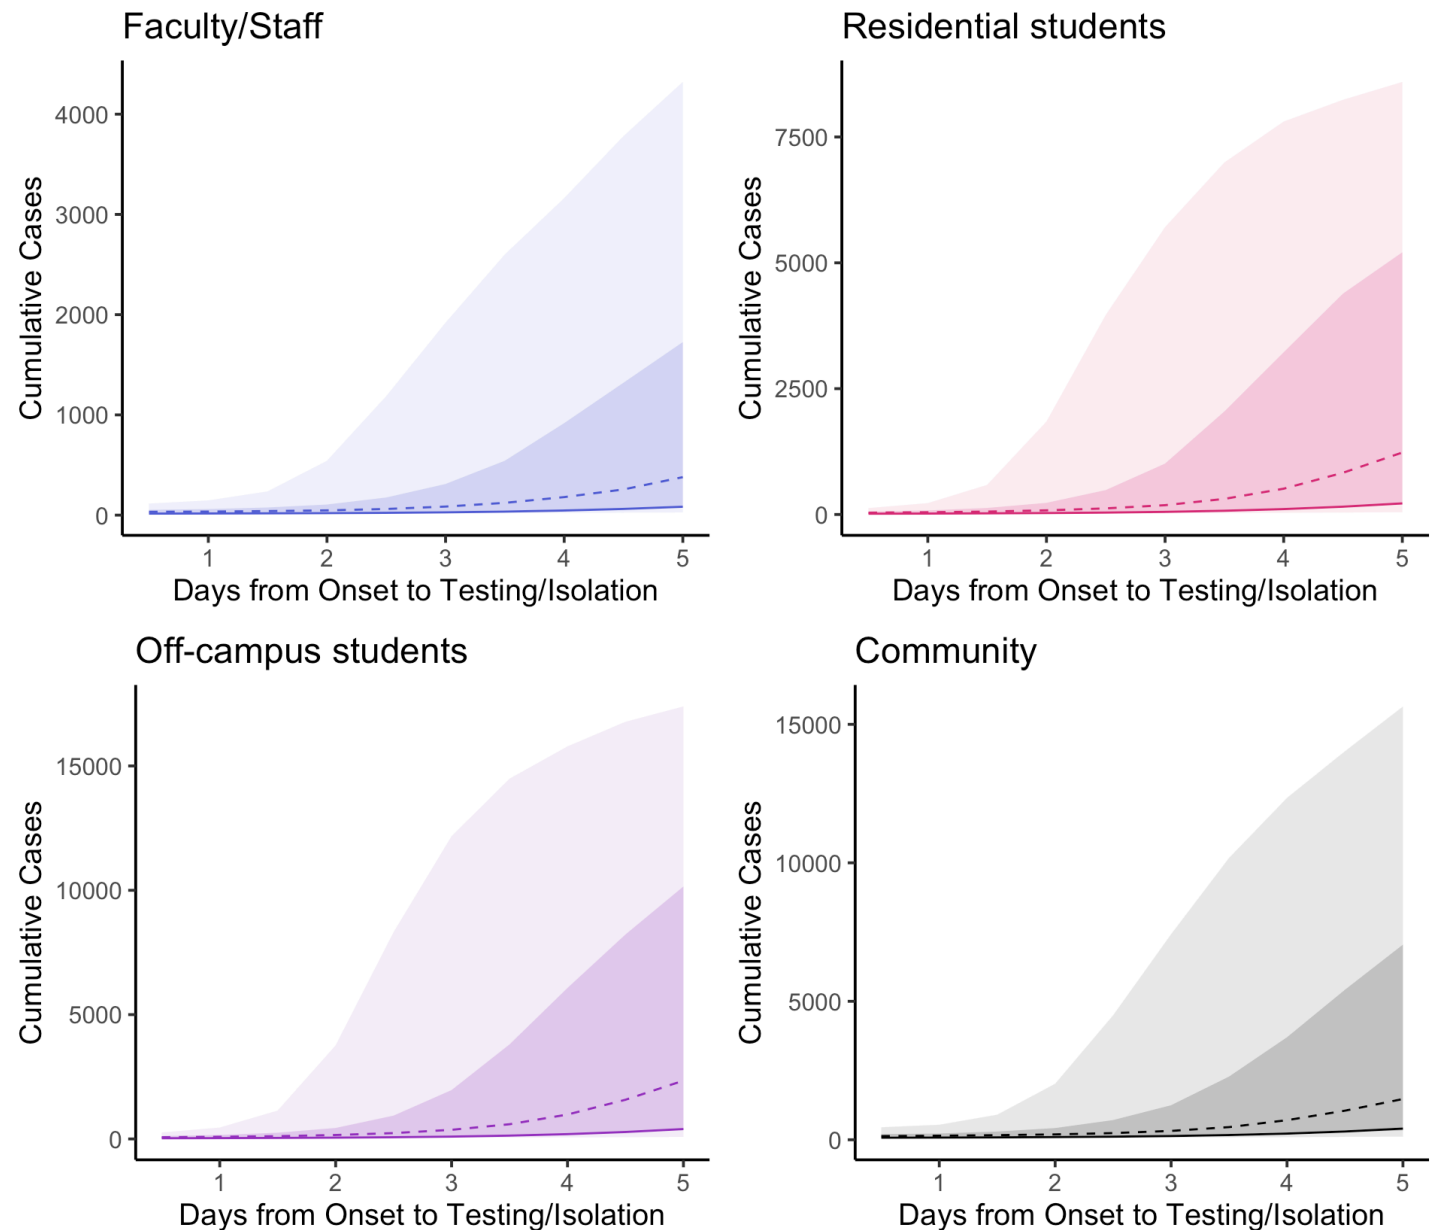 Faculty/Staff
Cumulative Cases
4000
3000
2000
1000
0
1 2 3 4 5
Days from Onset to Testing/Isolation
Residential students
Cumulative Cases
7500
5000
2500
0
1 2 3 4 5
Days from Onset to Testing/Isolation
Off-campus students
Cumulative Cases
15000
10000
5000
0
1 2 3 4 5
Days from Onset to Testing/Isolation
Community
Cumulative Cases
15000
10000
5000
0
1 2 3 4 5
Days from Onset to Testing/Isolation